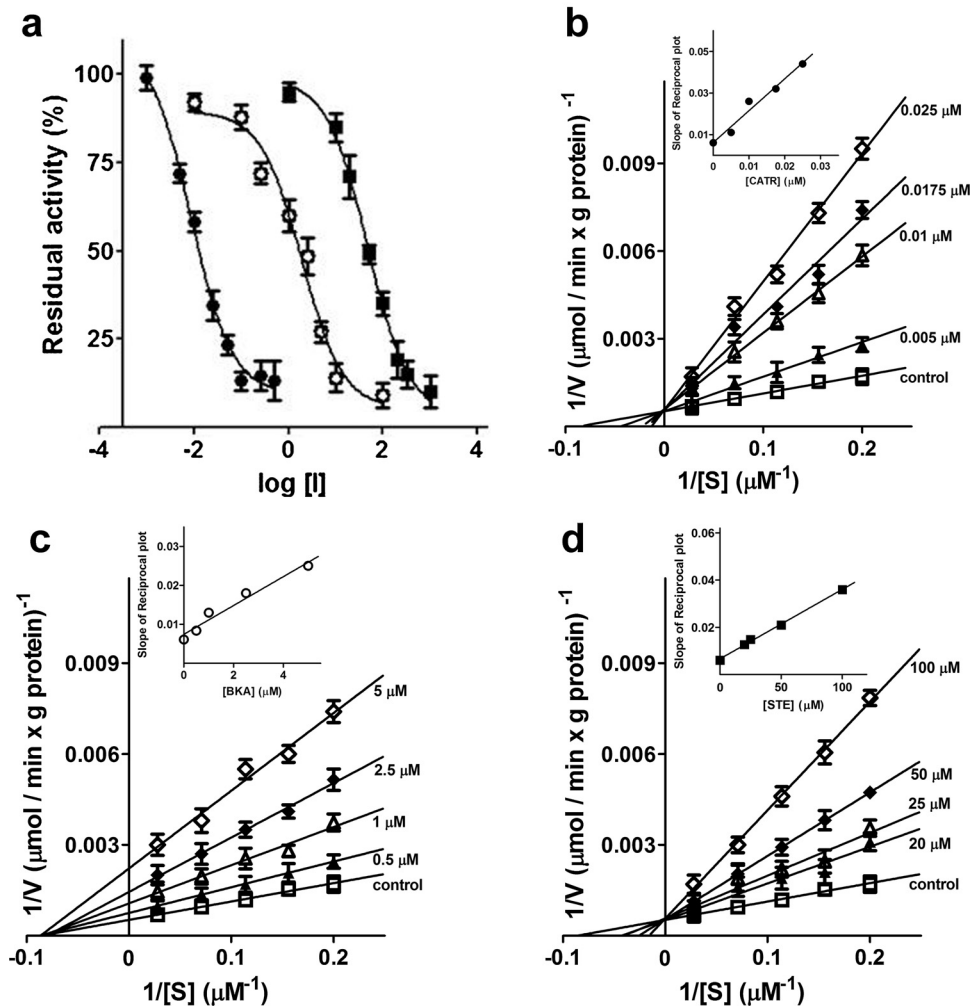 a
Residual activity (%)
100
75
50
25
-4
-2
0
2
4
log [I]
b
Slope of Reciprocal plot
0.05
0.03
0.01
0.00
0.01
0.02
0.03
[CATR] (μM)
1/V (μmol / min x g protein) -1
0.009
0.006
0.003
0.025 μM
0.0175 μM
0.01 μM
0.005 μM
control
-0.1
0.0
0.1
0.2
1/[S] (μM-1)
c
Slope of Reciprocal plot
0.03
0.02
0.01
0
2
4
[BKA] (μM)
1/V (μmol / min x g protein) -1
0.009
0.006
0.003
5 μM
2.5 μM
1 μM
0.5 μM
control
-0.1
0.0
0.1
0.2
1/[S] (μM-1)
d
Slope of Reciprocal plot
0.06
0.04
0.02
0
50
100
[STE] (μM)
1/V (μmol / min x g protein) -1
0.009
0.006
0.003
100 μM
50 μM
25 μM
20 μM
control
-0.1
0.0
0.1
0.2
1/[S] (μM-1)